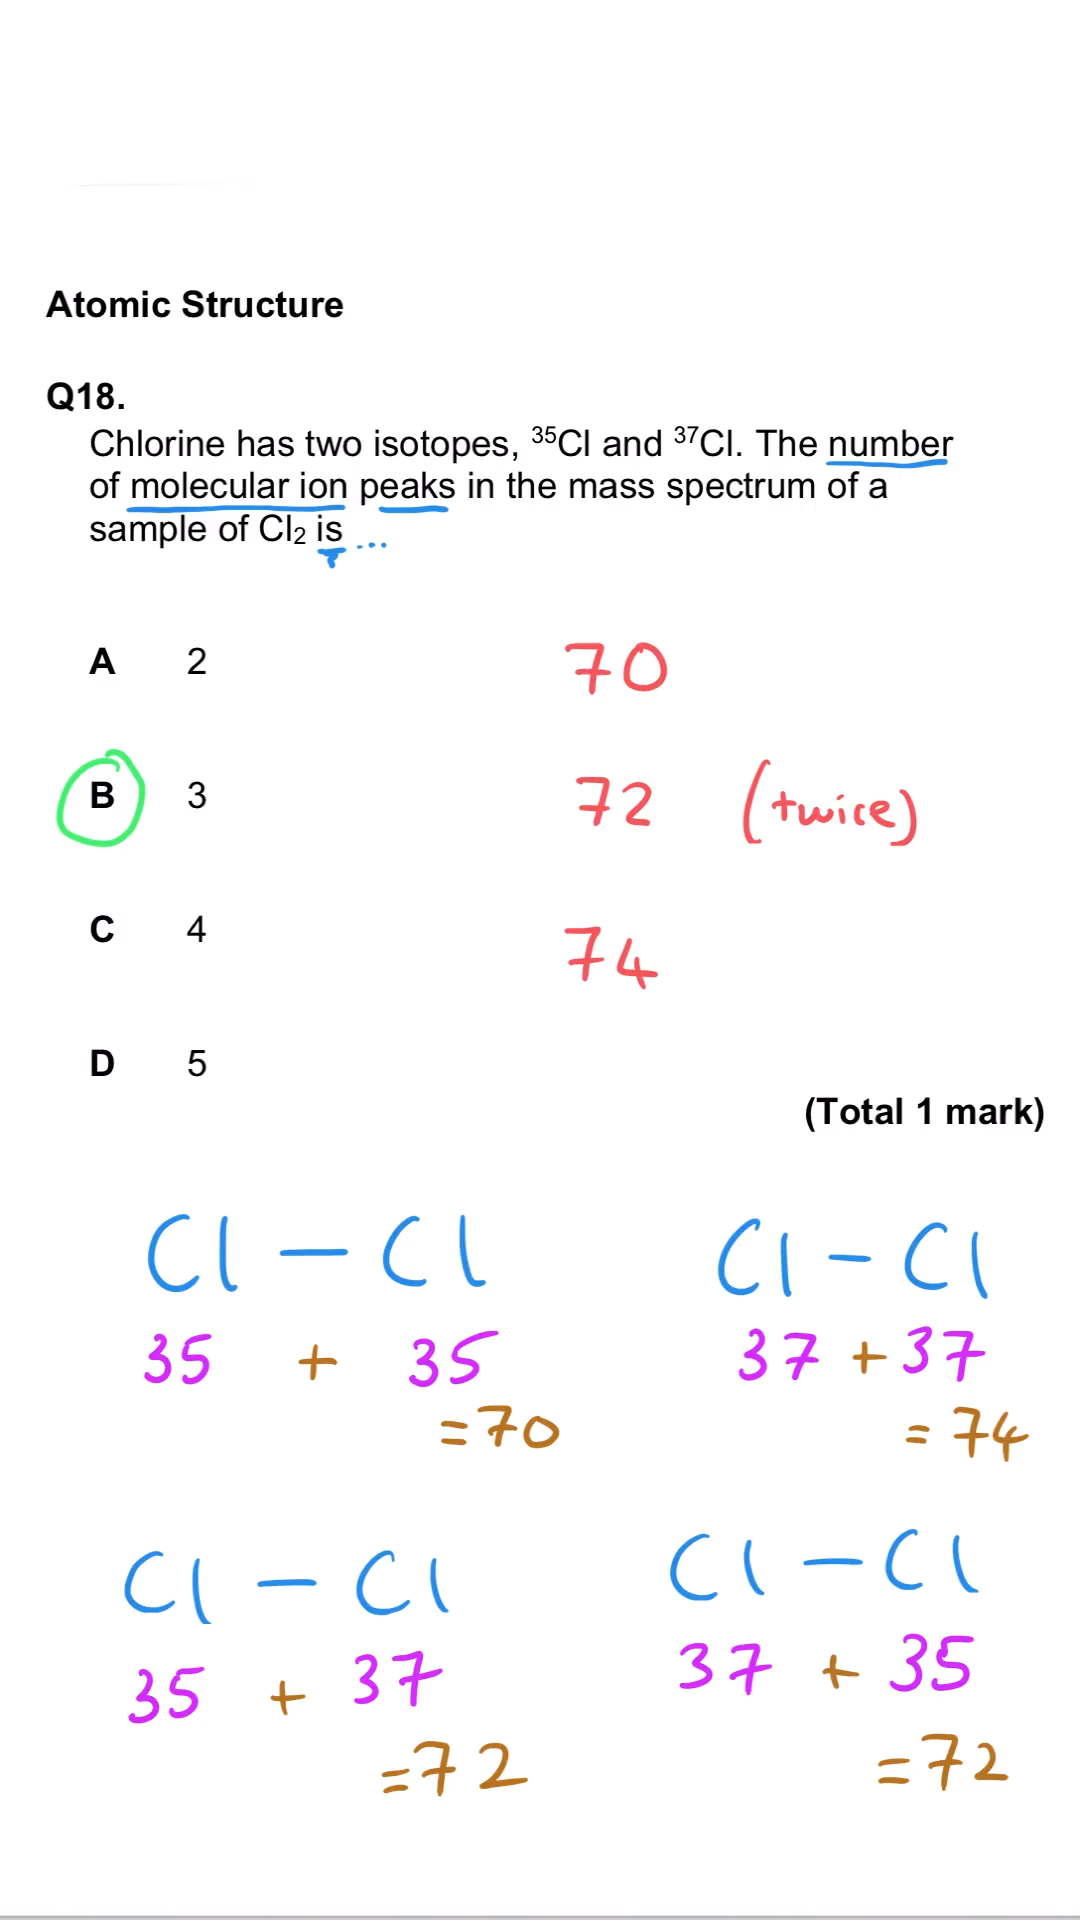 Atomic Structure
Q18.
Chlorine has two isotopes, ³⁵Cl and ³⁷Cl. The number
of molecular ion peaks in the mass spectrum of a
sample of Cl₂ is ...
A 2 70
B 3 72 (twice)
C 4 74
D 5
(Total 1 mark)
Cl – Cl Cl – Cl
35 + 35 37 + 37
= 70 = 74
Cl – Cl Cl – Cl
35 + 37 37 + 35
= 72 = 72